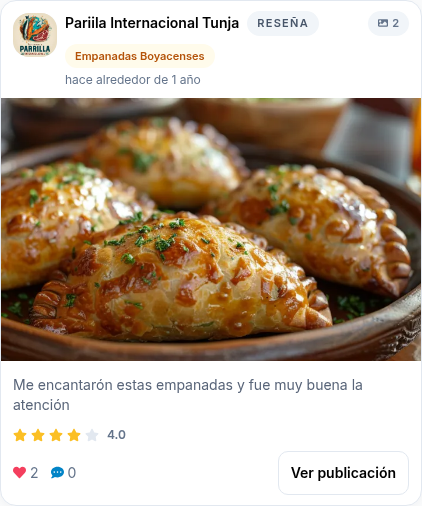 Pariila Internacional Tunja
RESEÑA
2
Empanadas Boyacenses
hace alrededor de 1 año
PARRILLA
Me encantarón estas empanadas y fue muy buena la
atención
4.0
2
0
Ver publicación